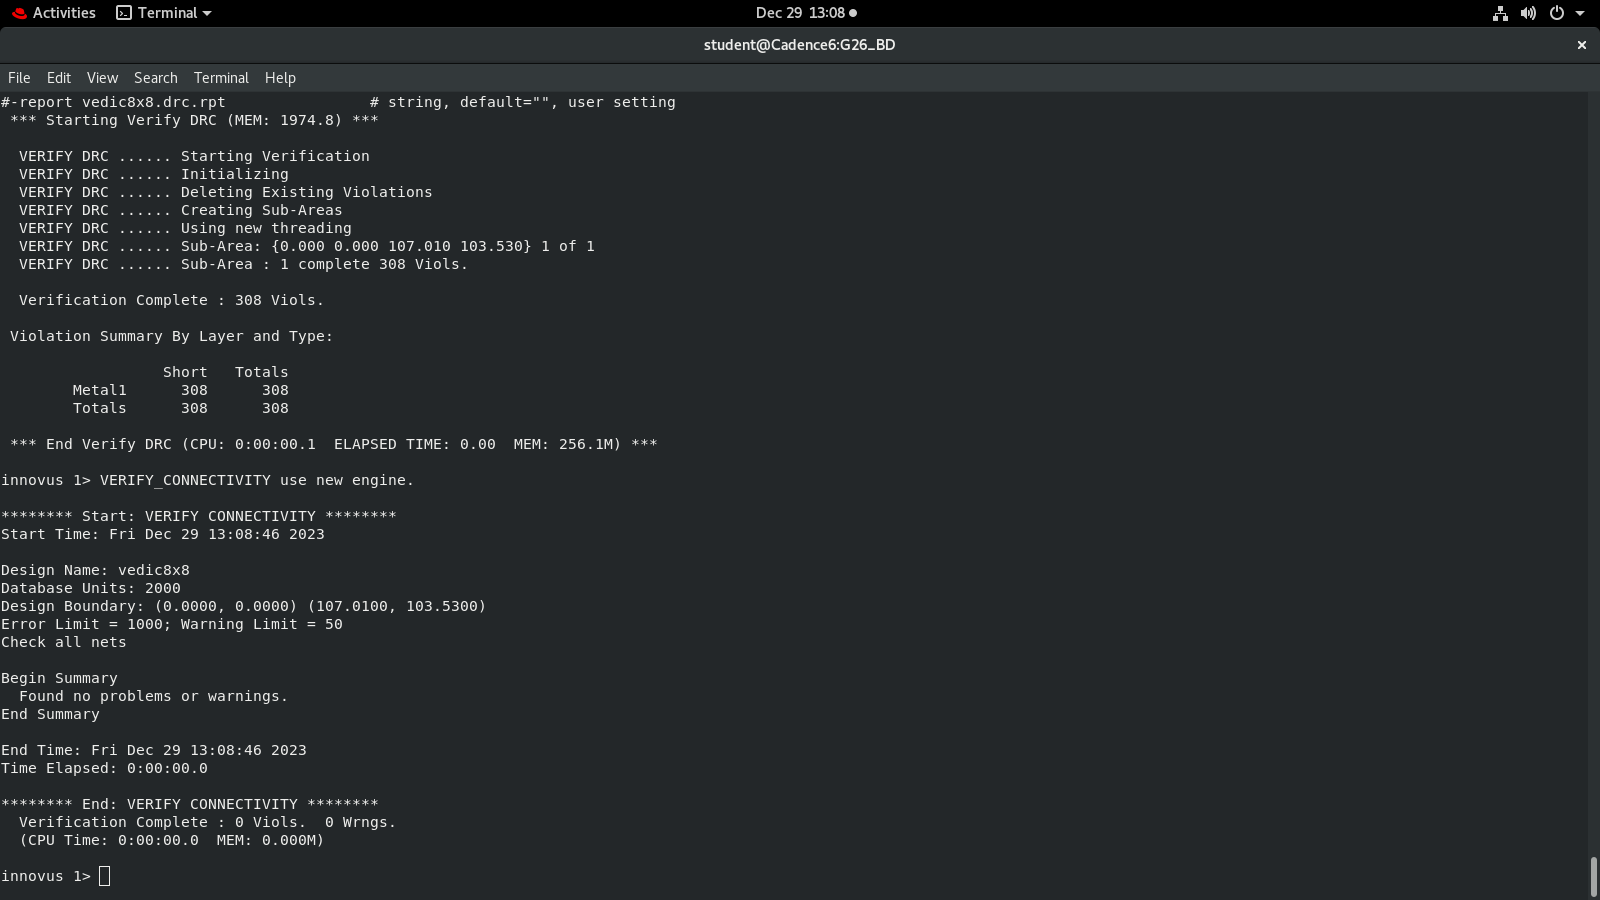 Activities Terminal Dec 29 13:08
student@Cadence6:G26_BD ×
File Edit View Search Terminal Help
#-report vedic8x8.drc.rpt                # string, default="", user setting
 *** Starting Verify DRC (MEM: 1974.8) ***
  VERIFY DRC ...... Starting Verification
  VERIFY DRC ...... Initializing
  VERIFY DRC ...... Deleting Existing Violations
  VERIFY DRC ...... Creating Sub-Areas
  VERIFY DRC ...... Using new threading
  VERIFY DRC ...... Sub-Area: {0.000 0.000 107.010 103.530} 1 of 1
  VERIFY DRC ...... Sub-Area : 1 complete 308 Viols.
  Verification Complete : 308 Viols.
 Violation Summary By Layer and Type:
                  Short   Totals
        Metal1      308      308
        Totals      308      308
 *** End Verify DRC (CPU: 0:00:00.1  ELAPSED TIME: 0.00  MEM: 256.1M) ***
innovus 1> VERIFY_CONNECTIVITY use new engine.
******** Start: VERIFY CONNECTIVITY ********
Start Time: Fri Dec 29 13:08:46 2023
Design Name: vedic8x8
Database Units: 2000
Design Boundary: (0.0000, 0.0000) (107.0100, 103.5300)
Error Limit = 1000; Warning Limit = 50
Check all nets
Begin Summary
  Found no problems or warnings.
End Summary
End Time: Fri Dec 29 13:08:46 2023
Time Elapsed: 0:00:00.0
******** End: VERIFY CONNECTIVITY ********
  Verification Complete : 0 Viols.  0 Wrngs.
  (CPU Time: 0:00:00.0  MEM: 0.000M)
innovus 1>